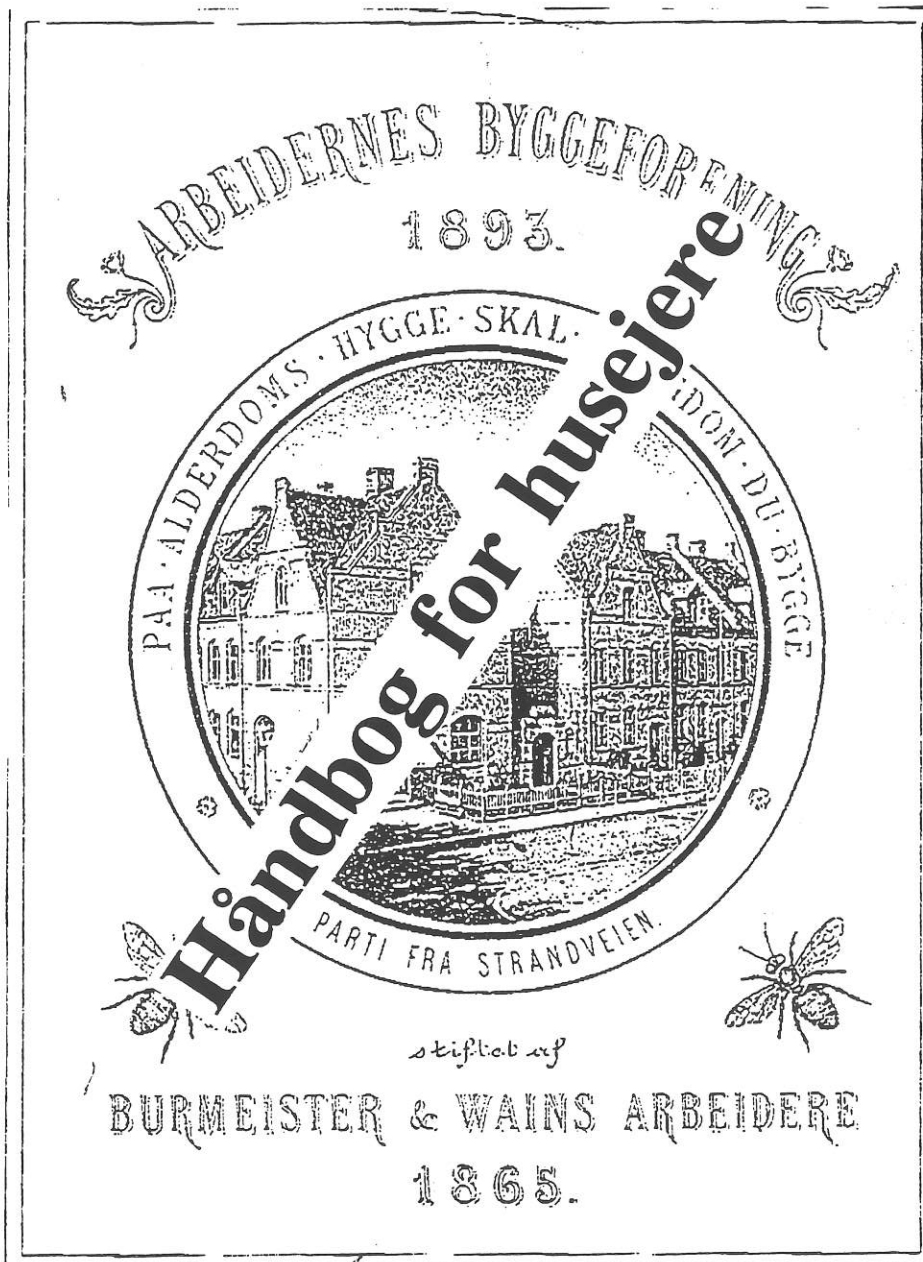 ARBEIDERNES BYGGEFORENING
1893.
PAA · ALDERDOMS · HYGGE · SKAL · DOM · DU · BYGGE
Håndbog for husejere
PARTI FRA STRANDVEIEN.
stiftet af
BURMEISTER & WAINS ARBEIDERE
1865.